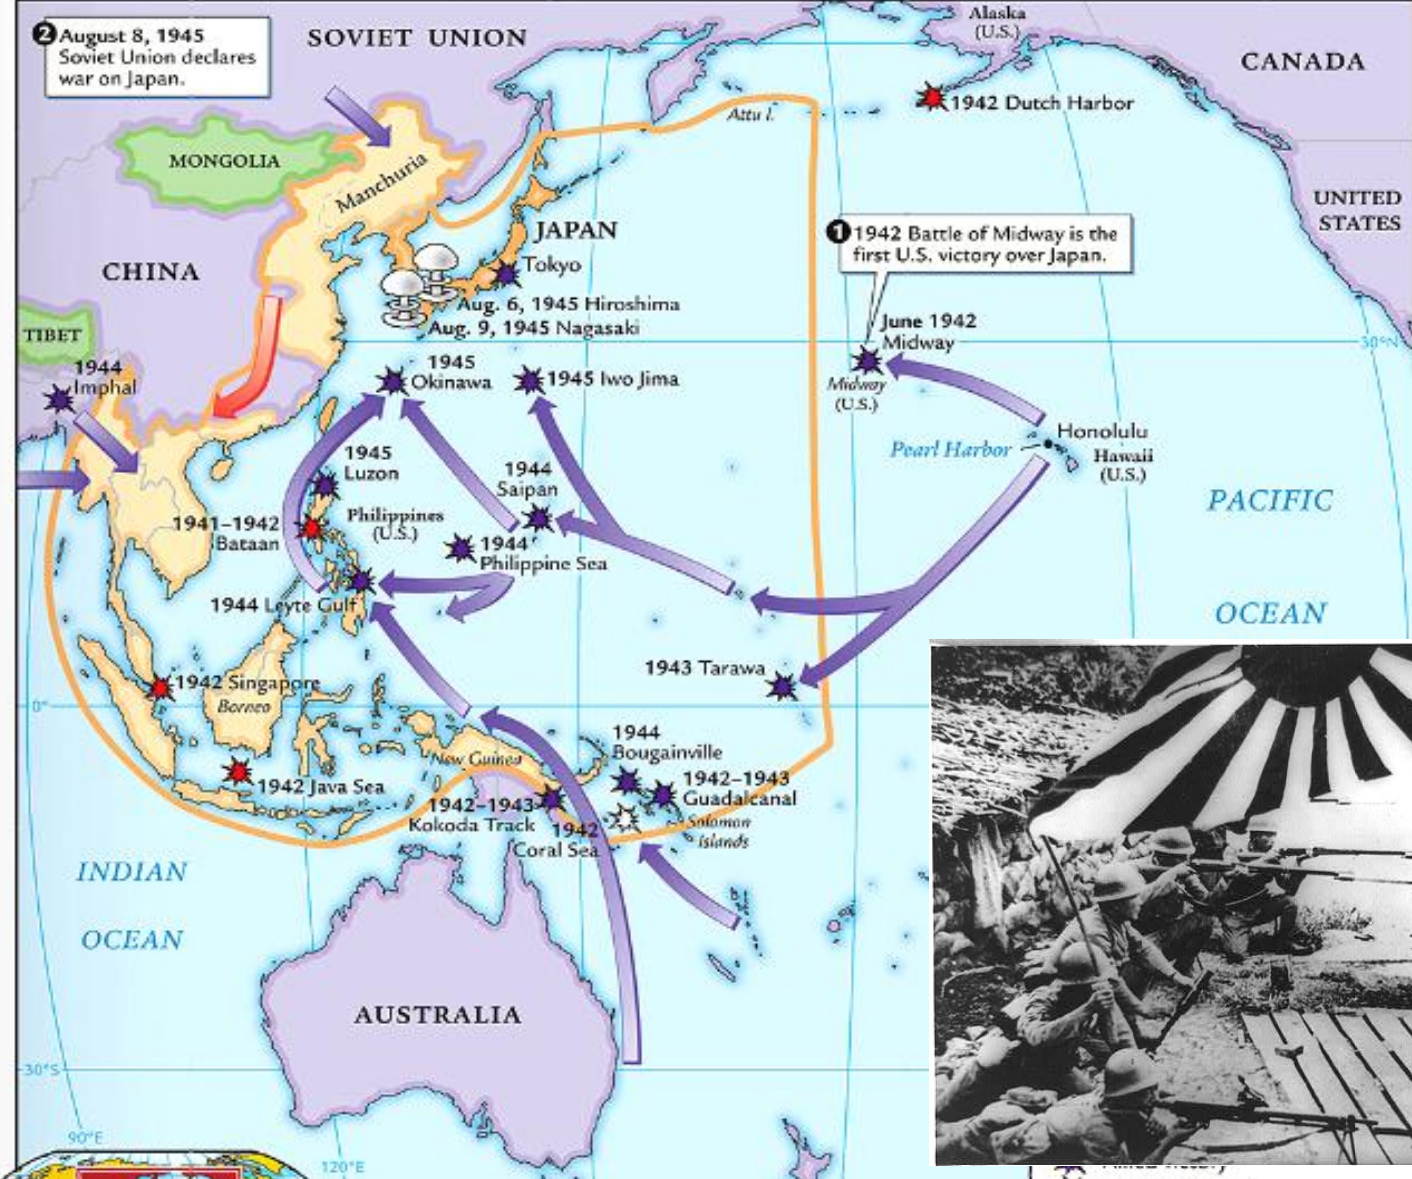 2 August 8, 1945
Soviet Union declares
war on Japan.
SOVIET UNION
Alaska
(U.S.)
CANADA
1942 Dutch Harbor
Attu I.
MONGOLIA
Manchuria
UNITED
STATES
JAPAN
1 1942 Battle of Midway is the
first U.S. victory over Japan.
CHINA
Tokyo
Aug. 6, 1945 Hiroshima
Aug. 9, 1945 Nagasaki
TIBET
June 1942
Midway
30°N
1944
Imphal
1945
Okinawa
1945 Iwo Jima
Midway
(U.S.)
Pearl Harbor
Honolulu
Hawaii
(U.S.)
1945
Luzon
1944
Saipan
PACIFIC
OCEAN
1941–1942
Bataan
Philippines
(U.S.)
1944
Philippine Sea
1944 Leyte Gulf
1943 Tarawa
1942 Singapore
Borneo
0°
1944
Bougainville
New Guinea
1942 Java Sea
1942–1943
Guadalcanal
1942–1943
Kokoda Track
1942
Coral Sea
Solomon
Islands
INDIAN
OCEAN
AUSTRALIA
30°S
90°E
120°E